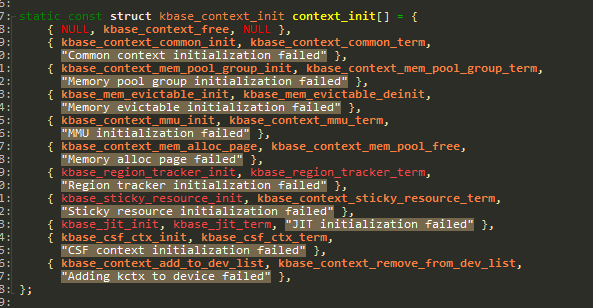 7: static const struct kbase_context_init context_init[] = {
8:     { NULL, kbase_context_free, NULL },
9:     { kbase_context_common_init, kbase_context_common_term,
0:       "Common context initialization failed" },
1:     { kbase_context_mem_pool_group_init, kbase_context_mem_pool_group_term,
2:       "Memory pool group initialization failed" },
3:     { kbase_mem_evictable_init, kbase_mem_evictable_deinit,
4:       "Memory evictable initialization failed" },
5:     { kbase_context_mmu_init, kbase_context_mmu_term,
6:       "MMU initialization failed" },
7:     { kbase_context_mem_alloc_page, kbase_context_mem_pool_free,
8:       "Memory alloc page failed" },
9:     { kbase_region_tracker_init, kbase_region_tracker_term,
0:       "Region tracker initialization failed" },
1:     { kbase_sticky_resource_init, kbase_context_sticky_resource_term,
2:       "Sticky resource initialization failed" },
3:     { kbase_jit_init, kbase_jit_term, "JIT initialization failed" },
4:     { kbase_csf_ctx_init, kbase_csf_ctx_term,
5:       "CSF context initialization failed" },
6:     { kbase_context_add_to_dev_list, kbase_context_remove_from_dev_list,
7:       "Adding kctx to device failed" },
8: };